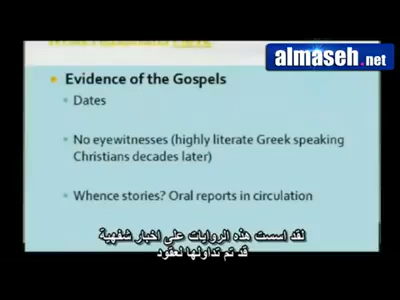 almaseh.net
Evidence of the Gospels
Dates
No eyewitnesses (highly literate Greek speaking
Christians decades later)
Whence stories? Oral reports in circulation
لقد اسست هذه الروايات على اخبار شفهية
قد تم تداولها لعقود